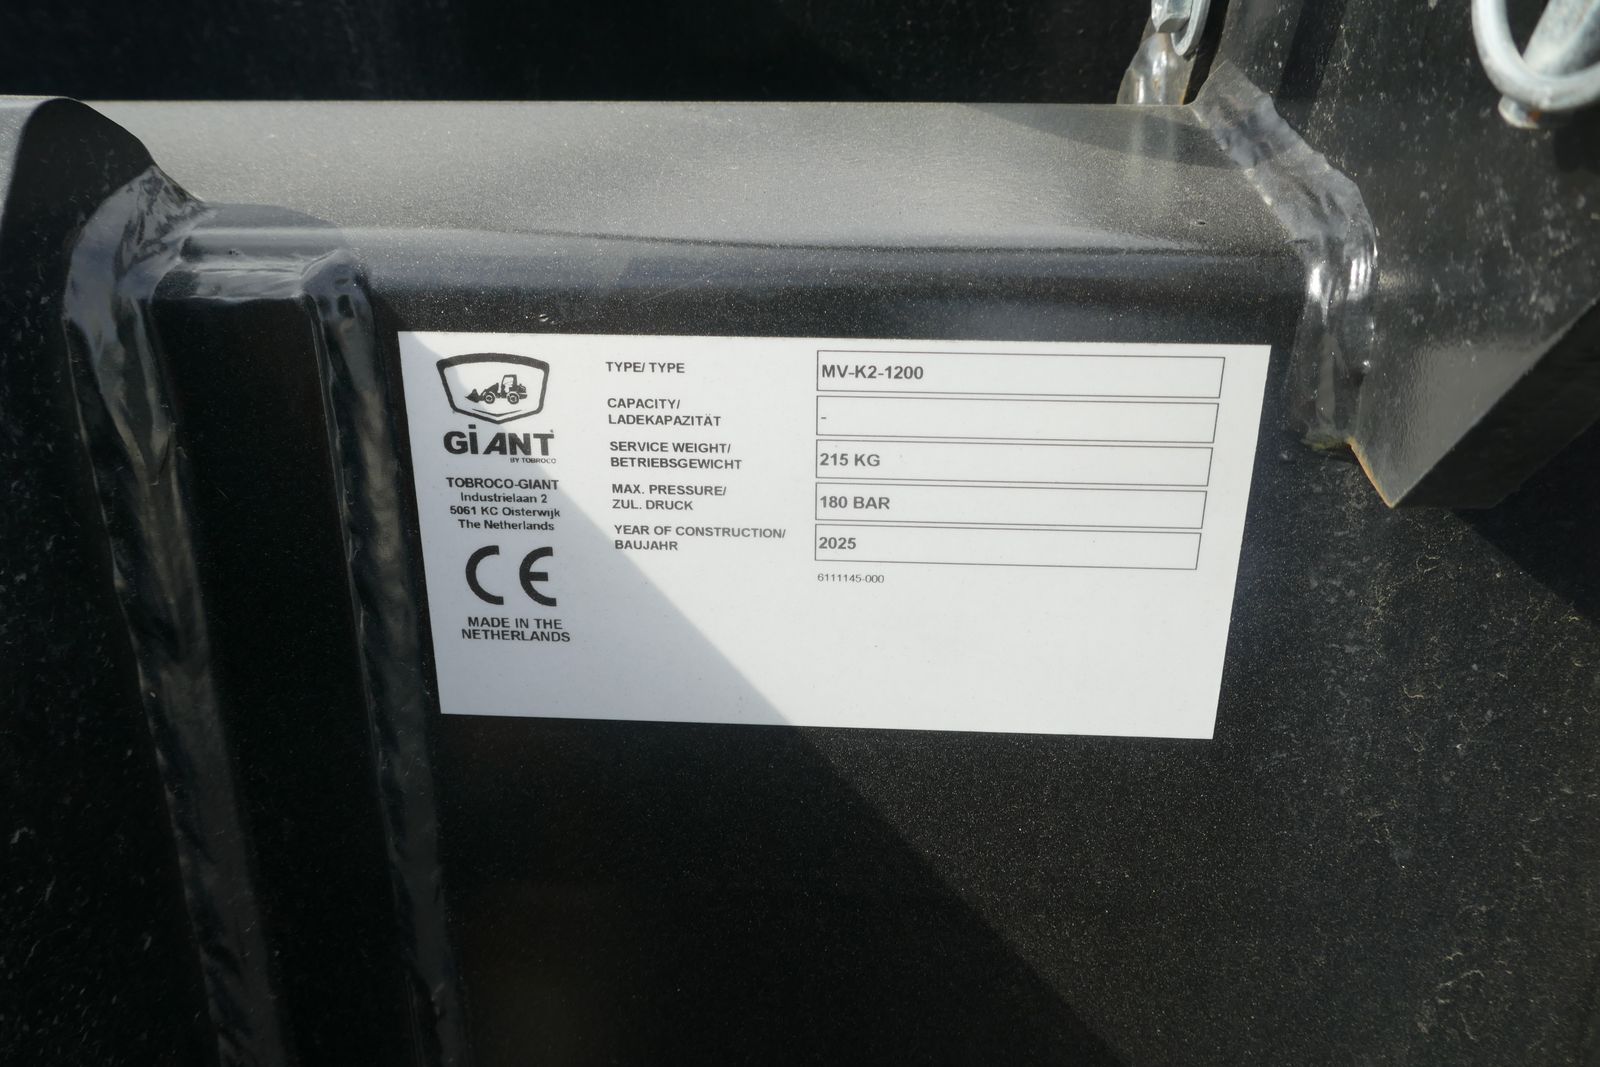 GiANT
BY TOBROCO
TOBROCO-GIANT
Industrielaan 2
5061 KC Oisterwijk
The Netherlands
CE
MADE IN THE
NETHERLANDS
TYPE/ TYPE
MV-K2-1200
CAPACITY/
LADEKAPAZITÄT
-
SERVICE WEIGHT/
BETRIEBSGEWICHT
215 KG
MAX. PRESSURE/
ZUL. DRUCK
180 BAR
YEAR OF CONSTRUCTION/
BAUJAHR
2025
6111145-000